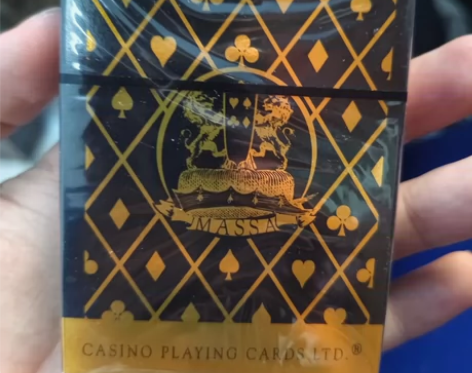 MASSA
CASINO PLAYING CARDS LTD.®